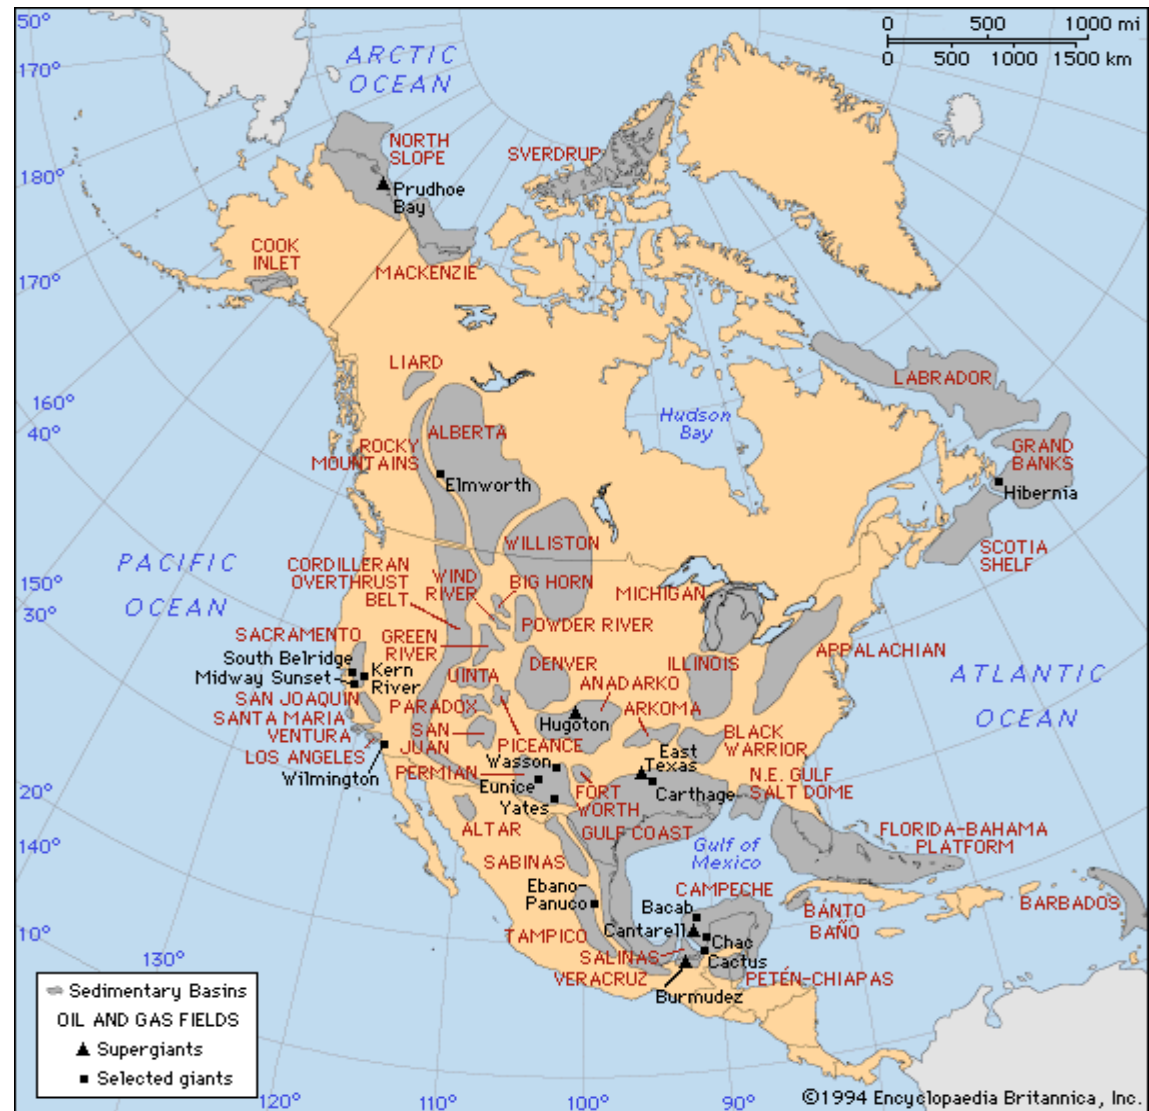 50°
170°
180°
170°
160°
40°
150°
30°
20°
140°
10°
130°
120°
110°
100°
90°
0 500 1000 mi
0 500 1000 1500 km
ARCTIC
OCEAN
NORTH
SLOPE
Prudhoe
Bay
SVERDRUP
COOK
INLET
MACKENZIE
LIARD
LABRADOR
Hudson
Bay
ALBERTA
ROCKY
MOUNTAINS
Elmworth
GRAND
BANKS
Hibernia
SCOTIA
SHELF
PACIFIC
OCEAN
WILLISTON
CORDILLERAN
OVERTHRUST
BELT
WIND
RIVER
BIG HORN
MICHIGAN
POWDER RIVER
SACRAMENTO
GREEN
RIVER
APPALACHIAN
South Belridge
Midway Sunset
Kern
River
DENVER
ILLINOIS
ATLANTIC
OCEAN
UINTA
ANADARKO
SAN JOAQUIN
PARADOX
Hugoton
ARKOMA
SANTA MARIA
VENTURA
SAN
JUAN
PICEANCE
BLACK
WARRIOR
LOS ANGELES
Wilmington
Wasson
East
Texas
PERMIAN
Eunice
Yates
FORT
WORTH
Carthage
N.E. GULF
SALT DOME
ALTAR
GULF COAST
FLORIDA-BAHAMA
PLATFORM
Gulf of
Mexico
SABINAS
Ebano-
Panuco
CAMPECHE
BARBADOS
Bacab
BANTO
BAÑO
TAMPICO
Cantarell
Chac
SALINAS
Cactus
VERACRUZ
PETÉN-CHIAPAS
Burmudez
Sedimentary Basins
OIL AND GAS FIELDS
Supergiants
Selected giants
©1994 Encyclopaedia Britannica, Inc.